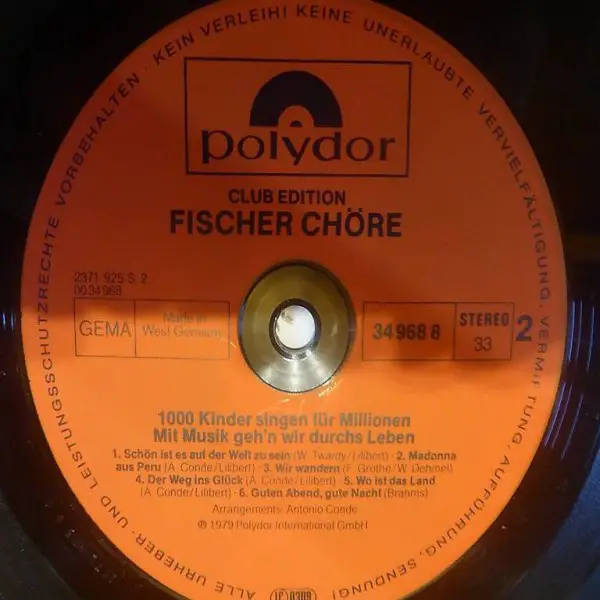 ALLE URHEBER- UND LEISTUNGSSCHUTZRECHTE VORBEHALTEN · KEIN VERLEIH! KEINE UNERLAUBTE VERVIELFÄLTIGUNG, VERMIETUNG, AUFFÜHRUNG, SENDUNG!
polydor
CLUB EDITION
FISCHER CHÖRE
2371 925 S 2
0034968
GEMA
Made in
West Germany
34 968 8
STEREO
33
2
1000 Kinder singen für Millionen
Mit Musik geh'n wir durchs Leben
1. Schön ist es auf der Welt zu sein (W. Twardy/Lilibert) · 2. Madonna
aus Peru (A. Conde/Lilibert) · 3. Wir wandern (F. Grothe/W. Dehmel)
4. Der Weg ins Glück (A. Conde/Lilibert) · 5. Wo ist das Land
(A. Conde/Lilibert) · 6. Guten Abend, gute Nacht (Brahms)
Arrangements: Antonio Conde
℗ 1979 Polydor International GmbH
LC 0309